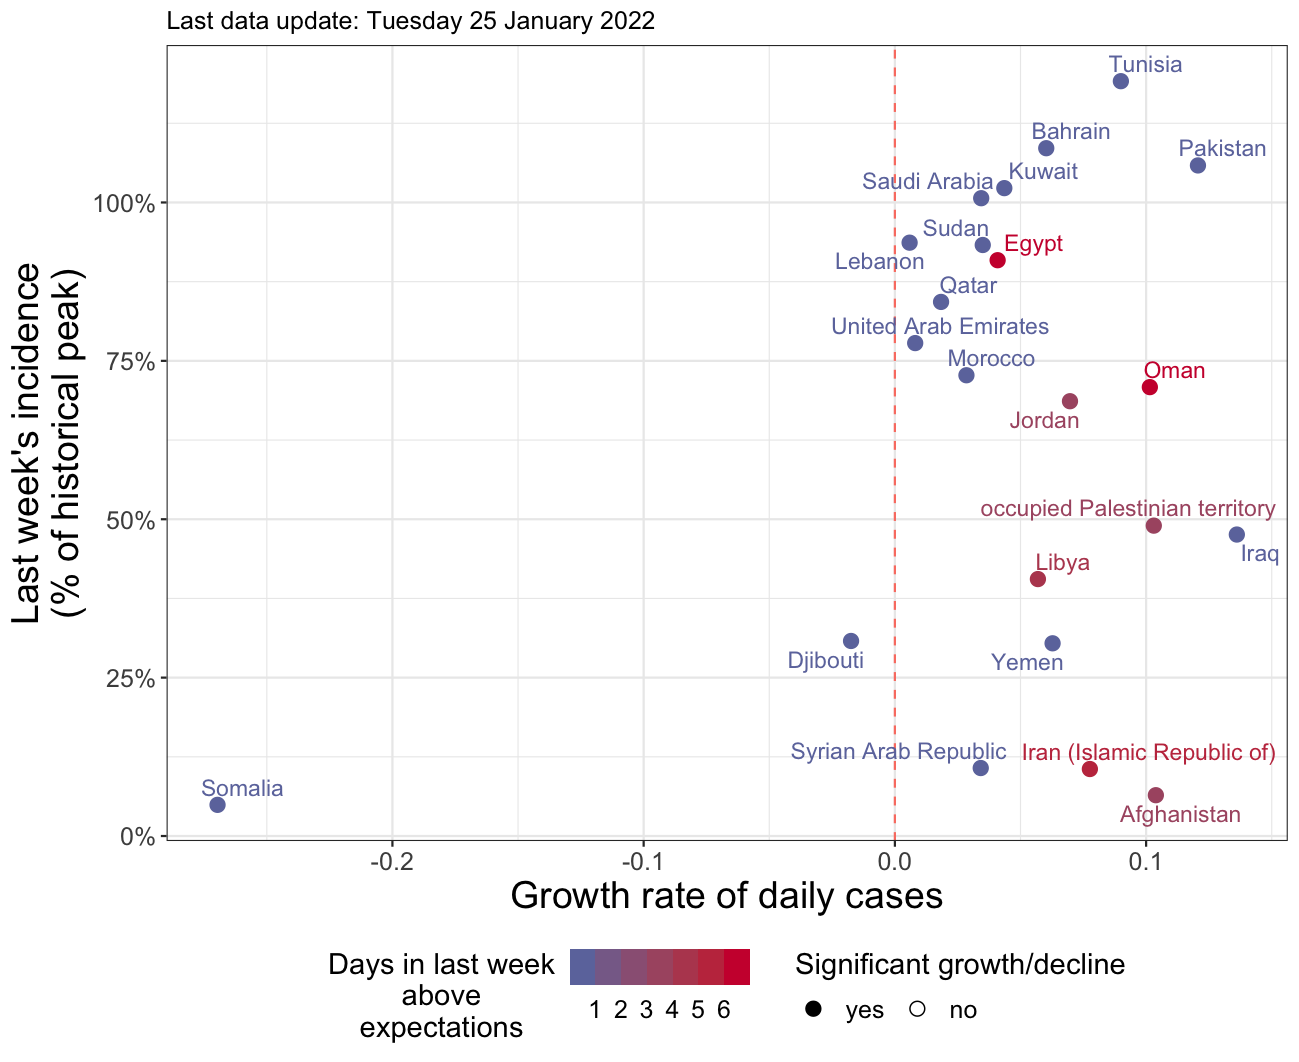 Last data update: Tuesday 25 January 2022
Last week's incidence
(% of historical peak)
100%
75%
50%
25%
0%
Tunisia
Bahrain
Pakistan
Kuwait
Saudi Arabia
Sudan
Egypt
Lebanon
Qatar
United Arab Emirates
Morocco
Oman
Jordan
occupied Palestinian territory
Iraq
Libya
Djibouti
Yemen
Syrian Arab Republic
Iran (Islamic Republic of)
Somalia
Afghanistan
-0.2
-0.1
0.0
0.1
Growth rate of daily cases
Days in last week
above
expectations
1 2 3 4 5 6
Significant growth/decline
yes
no